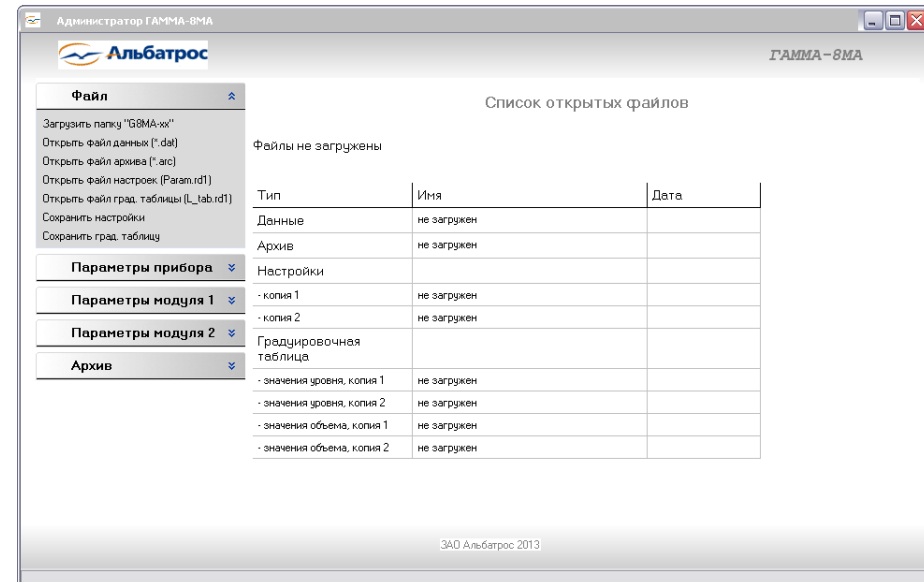 Администратор ГАММА-8МА
Альбатрос
ГАММА-8МА
Файл
Загрузить папку "G8MA-xx"
Открыть файл данных (*.dat)
Открыть файл архива (*.arc)
Открыть файл настроек (Param.rd1)
Открыть файл град. таблицы (L_tab.rd1)
Сохранить настройки
Сохранить град. таблицу
Параметры прибора
Параметры модуля 1
Параметры модуля 2
Архив
Список открытых файлов
Файлы не загружены
Тип Имя Дата
Данные не загружен
Архив не загружен
Настройки
- копия 1 не загружен
- копия 2 не загружен
Градуировочная
таблица
- значения уровня, копия 1 не загружен
- значения уровня, копия 2 не загружен
- значения объема, копия 1 не загружен
- значения объема, копия 2 не загружен
ЗАО Альбатрос 2013